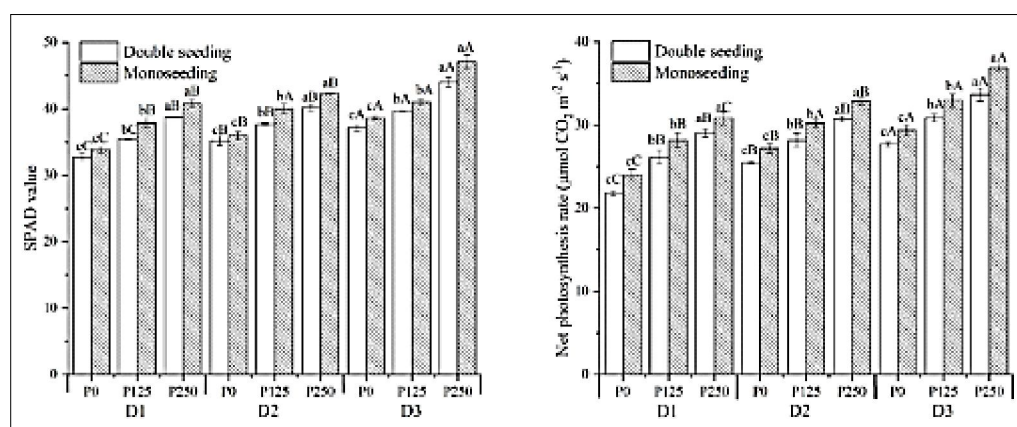 50
40
30
20
10
0
SPAD value
Double seeding
Monoseeding
cC cC bC bB aB aB cB cB bB bA aB aB cA cA bA bA aA aA
P0 P125 P250 P0 P125 P250 P0 P125 P250
D1 D2 D3
40
30
20
10
0
Net photosynthesis rate (μmol CO₂ m⁻² s⁻¹)
Double seeding
Monoseeding
cC cC bB bB aB aC cB cB bB bA aB aB cA cA bA bA aA aA
P0 P125 P250 P0 P125 P250 P0 P125 P250
D1 D2 D3